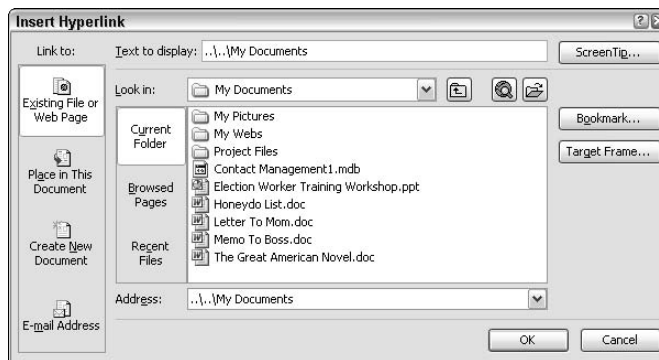 Insert Hyperlink
Link to:
Text to display: ..\..\My Documents
ScreenTip...
Existing File or
Web Page
Place in This
Document
Create New
Document
E-mail Address
Look in:
My Documents
Current
Folder
Browsed
Pages
Recent
Files
My Pictures
My Webs
Project Files
Contact Management1.mdb
Election Worker Training Workshop.ppt
Honeydo List.doc
Letter To Mom.doc
Memo To Boss.doc
The Great American Novel.doc
Bookmark...
Target Frame...
Address: ..\..\My Documents
OK
Cancel